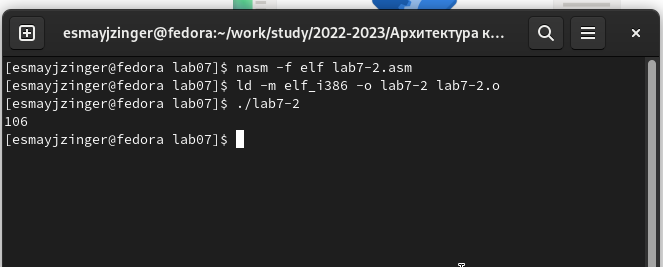 esmayjzinger@fedora:~/work/study/2022-2023/Архитектура к...
[esmayjzinger@fedora lab07]$ nasm -f elf lab7-2.asm
[esmayjzinger@fedora lab07]$ ld -m elf_i386 -o lab7-2 lab7-2.o
[esmayjzinger@fedora lab07]$ ./lab7-2
106
[esmayjzinger@fedora lab07]$